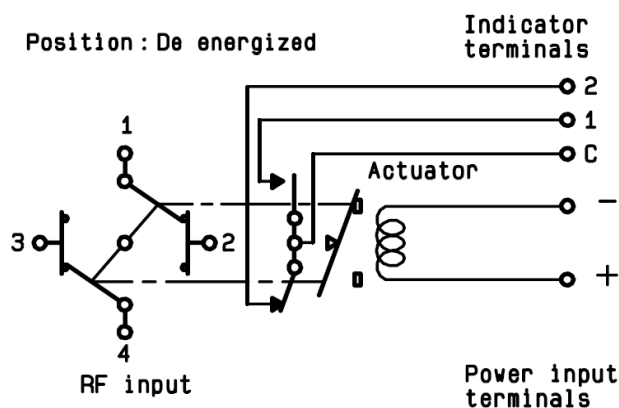 Position : De energized
Indicator
terminals
2
1
C
1
Actuator
-
3
2
+
4
RF input
Power input
terminals